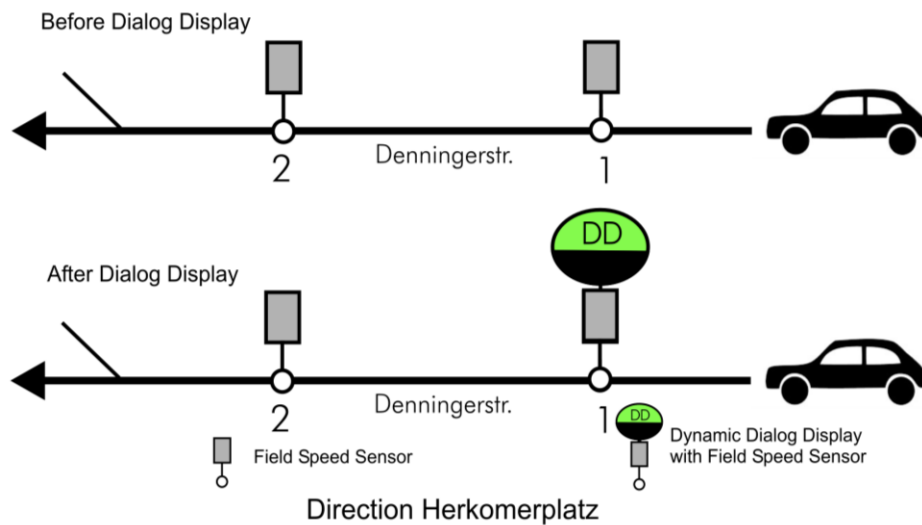 Before Dialog Display
2
Denningerstr.
1
DD
After Dialog Display
2
Denningerstr.
1
DD
Field Speed Sensor
Dynamic Dialog Display
with Field Speed Sensor
Direction Herkomerplatz